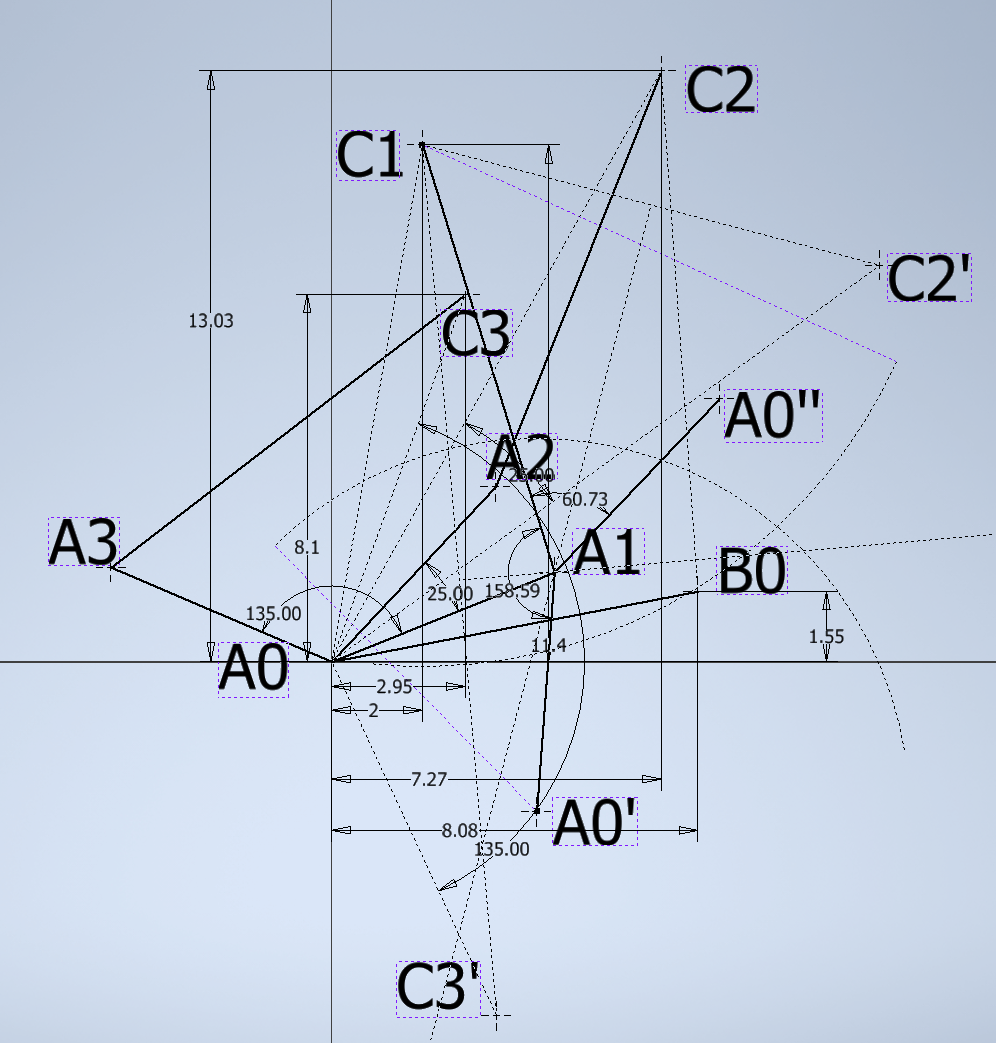 C2
C1
C2'
13.03
C3
A0"
A2
25.00
60.73
A3
8.1
A1
B0
25.00
158.59
135.00
1.55
11.4
A0
2.95
2
7.27
A0'
8.08
135.00
C3'